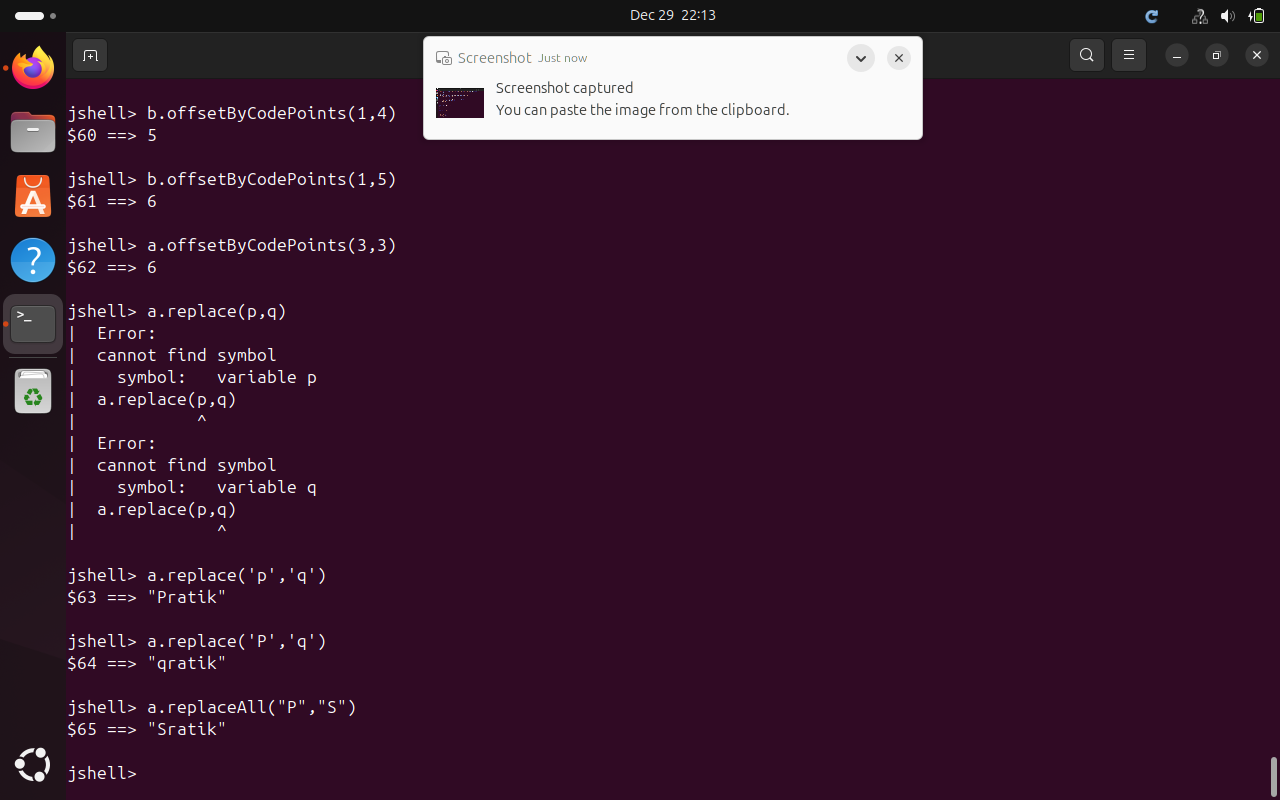 Dec 29 22:13
Screenshot Just now
Screenshot captured
You can paste the image from the clipboard.
jshell> b.offsetByCodePoints(1,4)
$60 ==> 5
jshell> b.offsetByCodePoints(1,5)
$61 ==> 6
jshell> a.offsetByCodePoints(3,3)
$62 ==> 6
jshell> a.replace(p,q)
|  Error:
|  cannot find symbol
|    symbol:   variable p
|  a.replace(p,q)
|            ^
|  Error:
|  cannot find symbol
|    symbol:   variable q
|  a.replace(p,q)
|              ^
jshell> a.replace('p','q')
$63 ==> "Pratik"
jshell> a.replace('P','q')
$64 ==> "qratik"
jshell> a.replaceAll("P","S")
$65 ==> "Sratik"
jshell>